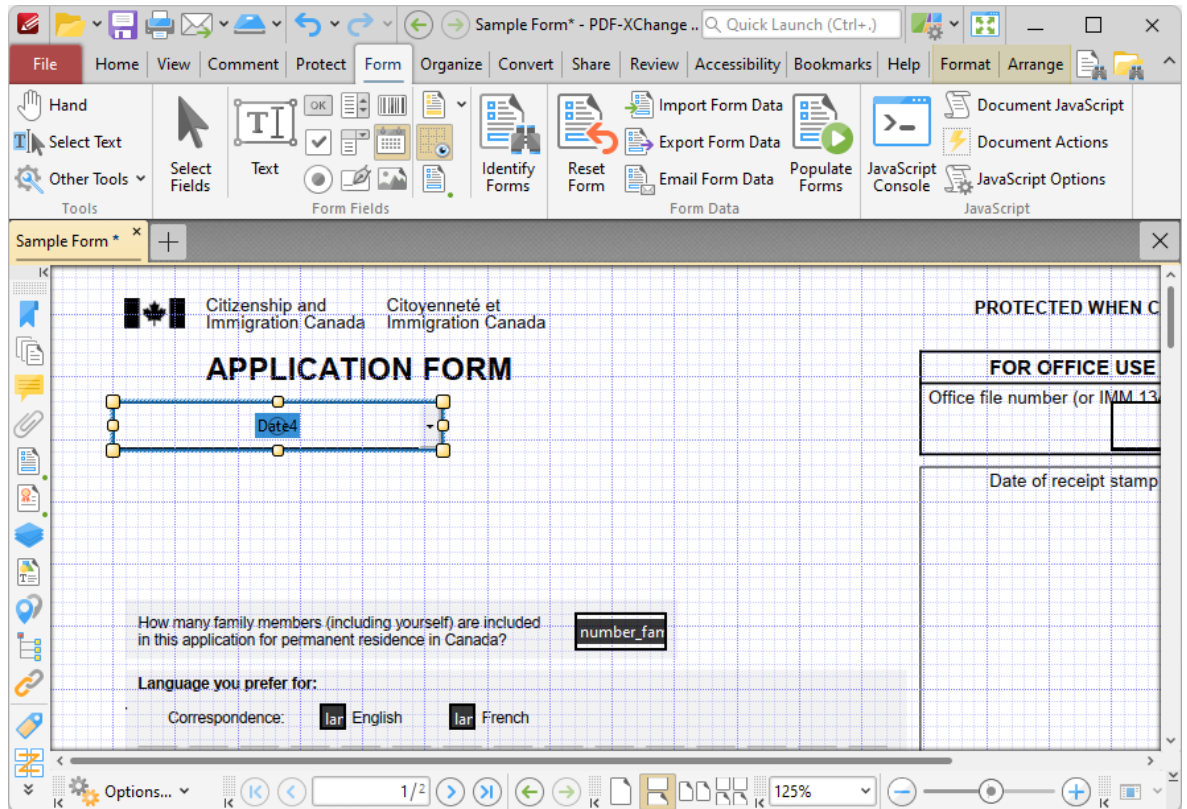 Sample Form* - PDF-XChange ..
Quick Launch (Ctrl+.)
File Home View Comment Protect Form Organize Convert Share Review Accessibility Bookmarks Help Format Arrange
Hand
Select Text
Other Tools
Tools
Select Fields
Text
OK
Form Fields
Identify Forms
Reset Form
Import Form Data
Export Form Data
Email Form Data
Populate Forms
Form Data
JavaScript Console
Document JavaScript
Document Actions
JavaScript Options
JavaScript
Sample Form *
Citizenship and Immigration Canada
Citoyenneté et Immigration Canada
PROTECTED WHEN C
APPLICATION FORM
FOR OFFICE USE
Office file number (or IMM 13
Date4
Date of receipt stamp
How many family members (including yourself) are included
in this application for permanent residence in Canada?
number_fam
Language you prefer for:
Correspondence: lar English lar French
Options...
1/2
125%